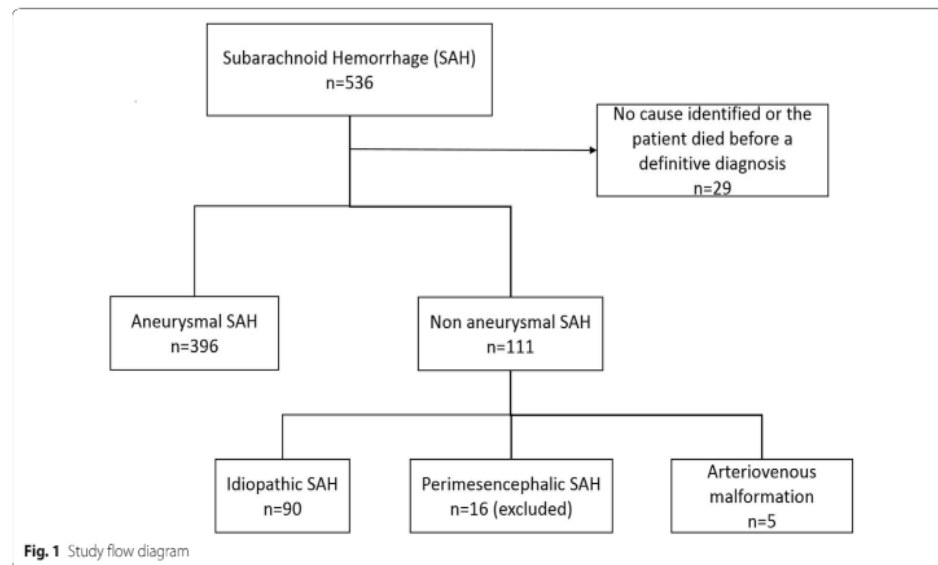 Subarachnoid Hemorrhage (SAH)
n=536
No cause identified or the
patient died before a
definitive diagnosis
n=29
Aneurysmal SAH
n=396
Non aneurysmal SAH
n=111
Idiopathic SAH
n=90
Perimesencephalic SAH
n=16 (excluded)
Arteriovenous
malformation
n=5
Fig. 1 Study flow diagram